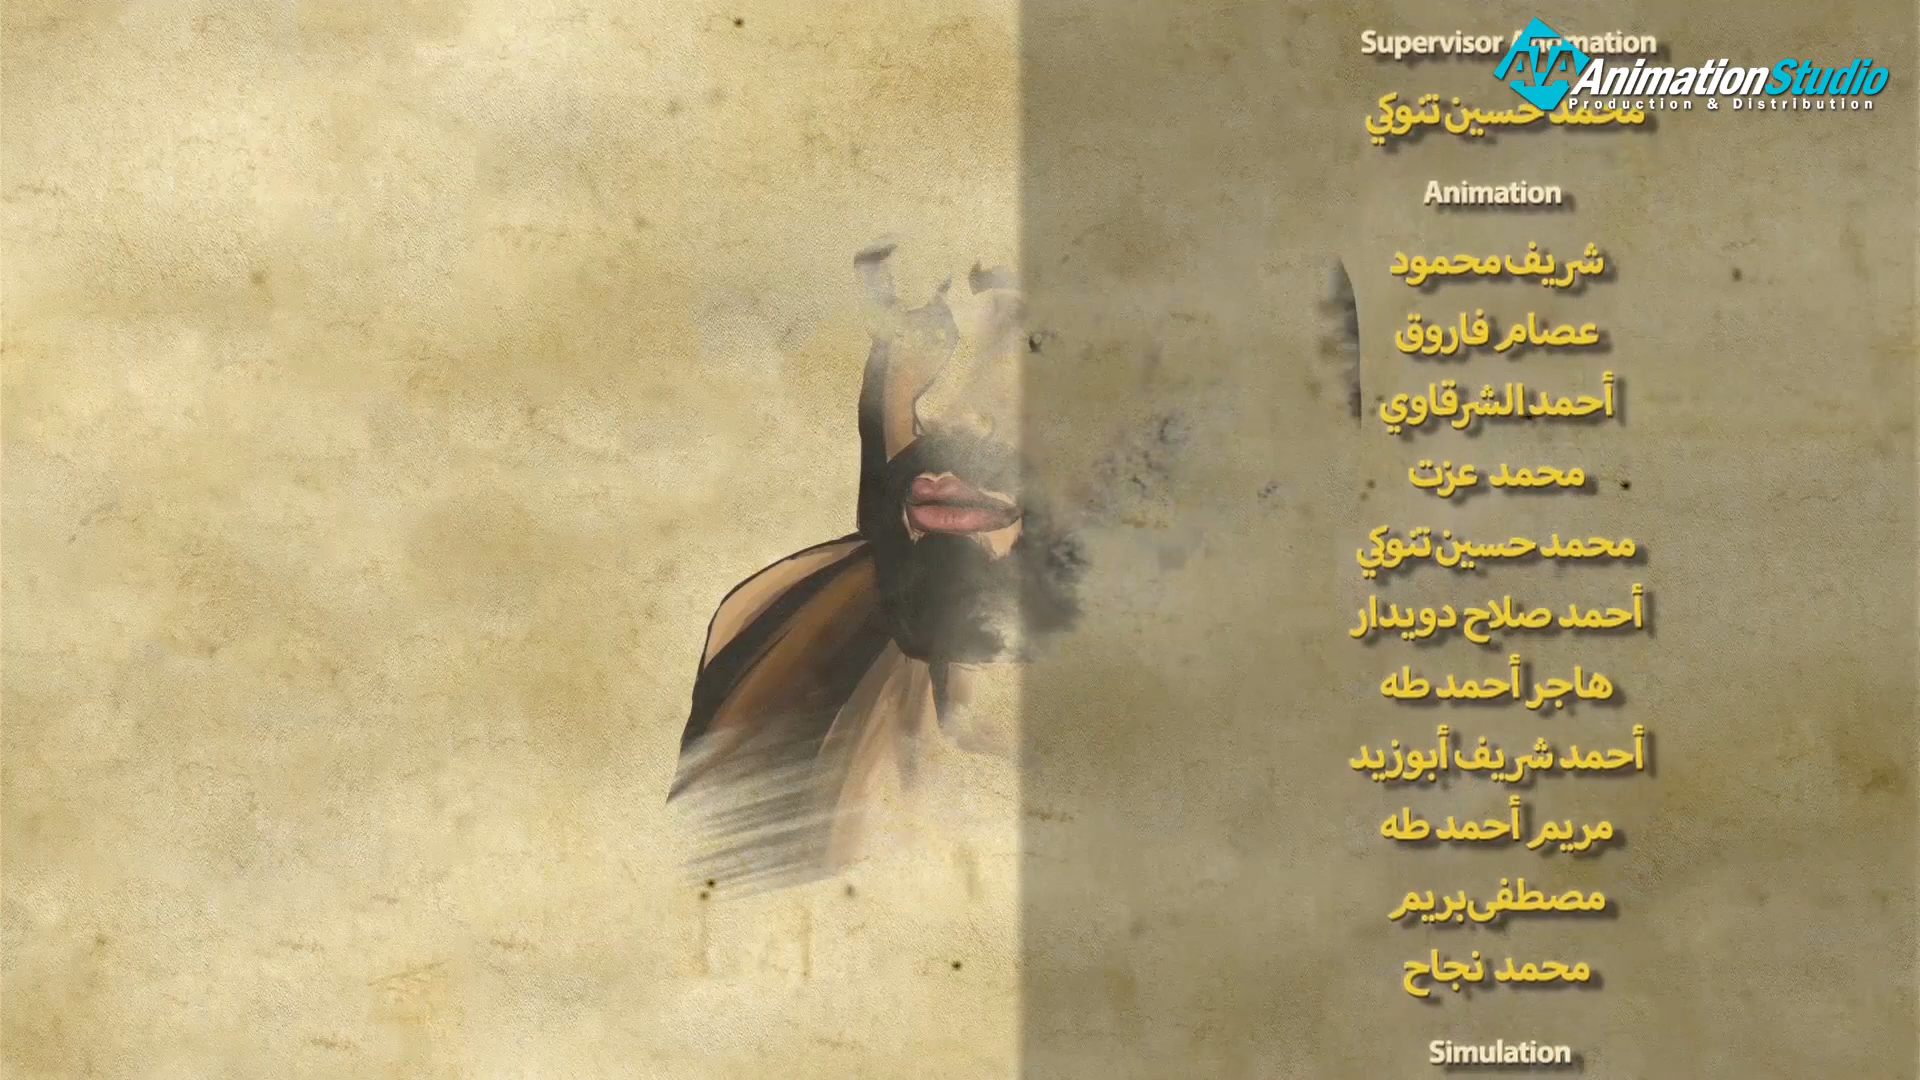 Supervisor Animation
AnimationStudio
Production & Distribution
محمد حسين تنوكي
Animation
شريف محمود
عصام فاروق
أحمد الشرقاوي
محمد عزت
محمد حسين تنوكي
أحمد صلاح دويدار
هاجر أحمد طه
أحمد شريف أبوزيد
مريم أحمد طه
مصطفى بريم
محمد نجاح
Simulation